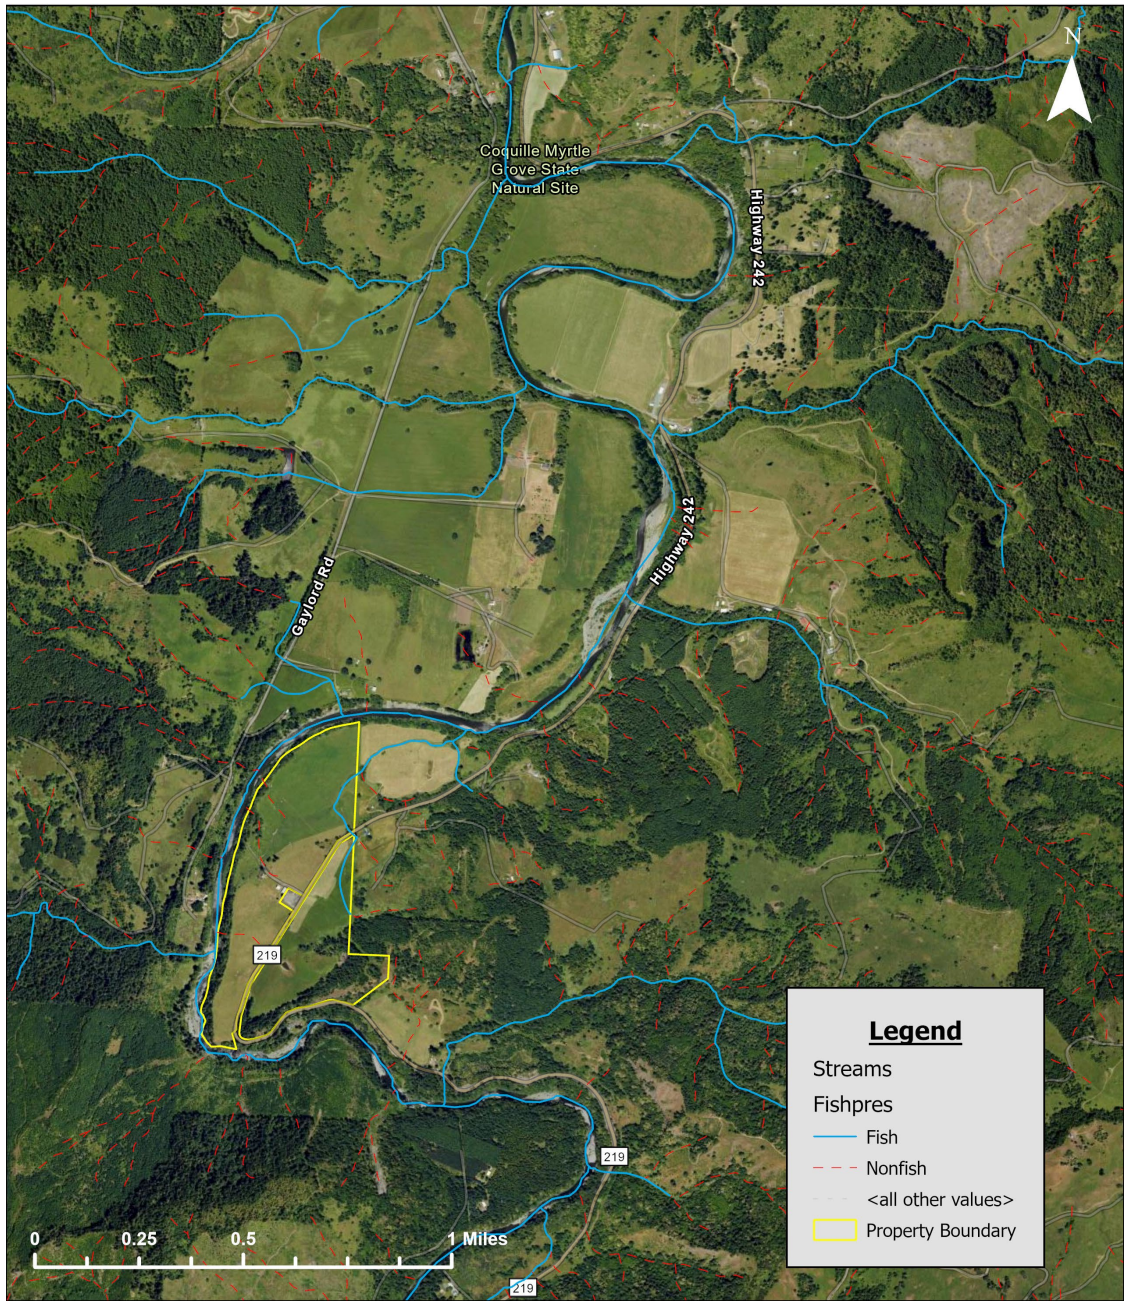 N
Coquille Myrtle
Grove State
Natural Site
Highway 242
Highway 242
Gaylord Rd
219
219
219
Legend
Streams
Fishpres
Fish
Nonfish
<all other values>
Property Boundary
0 0.25 0.5 1 Miles